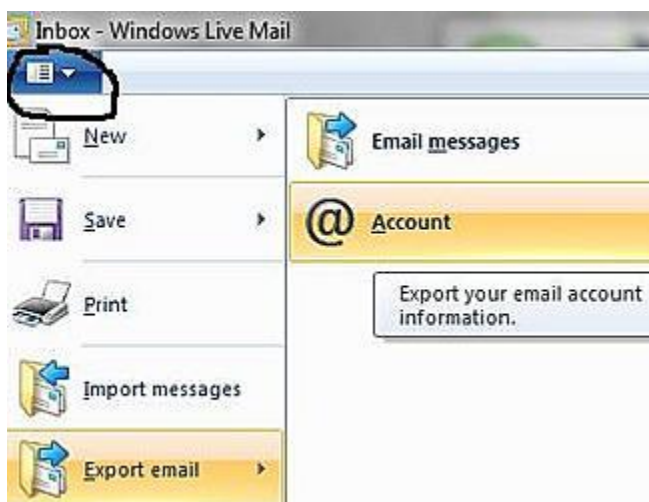 Inbox - Windows Live Mail
New
Save
Print
Import messages
Export email
Email messages
@ Account
Export your email account
information.